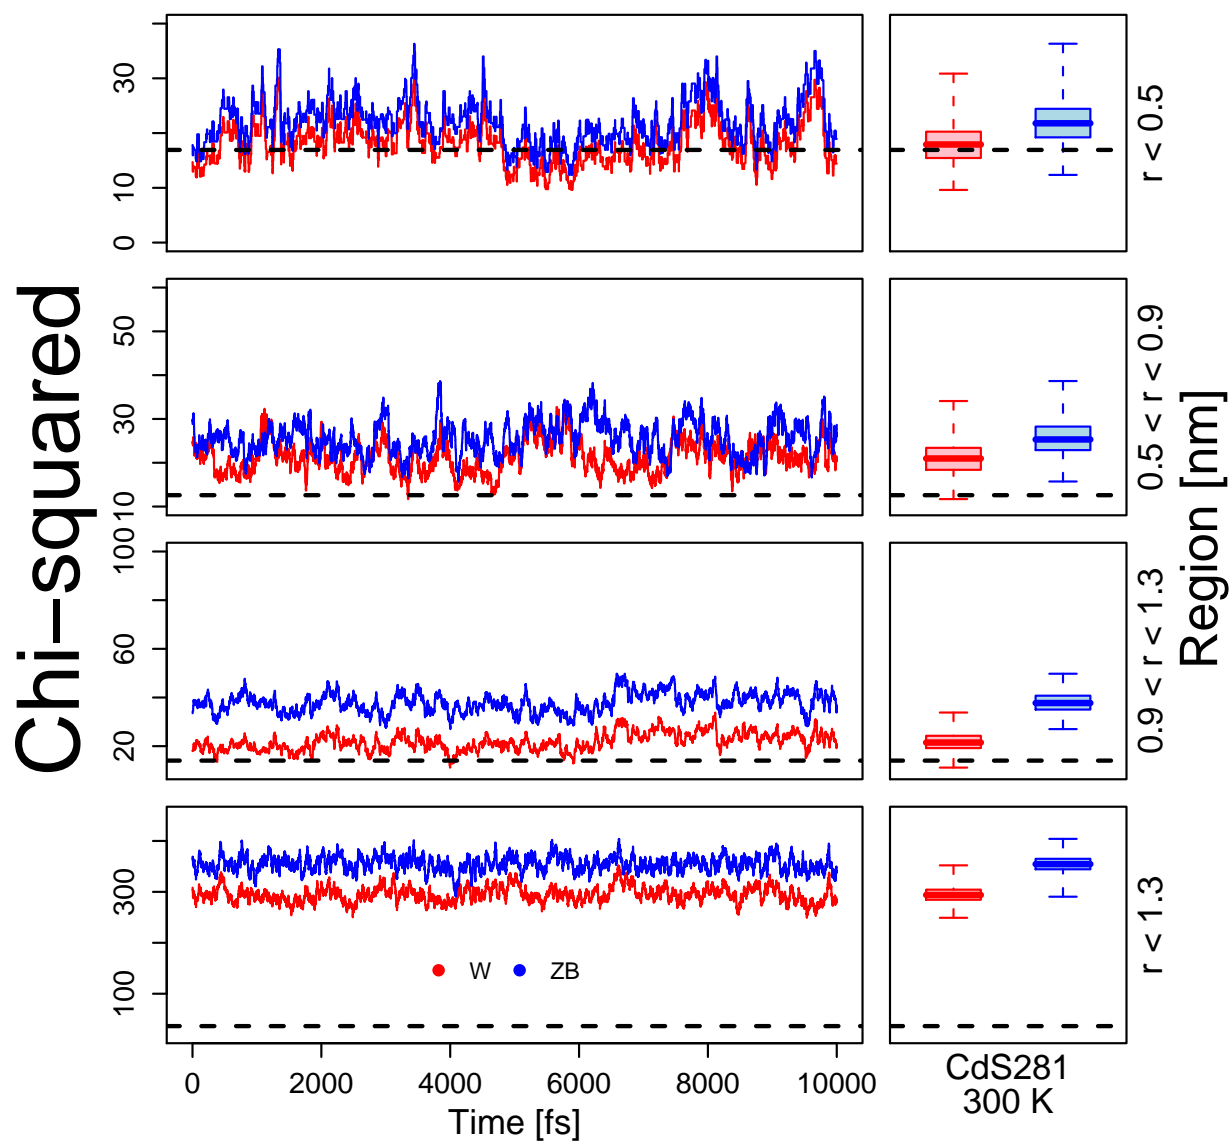 Chi−squared
30
10
0
r < 0.5
50
30
10
0.5 < r < 0.9
100
60
20
0.9 < r < 1.3
300
100
r < 1.3
Region [nm]
W
ZB
0
2000
4000
6000
8000
10000
Time [fs]
CdS281
300 K